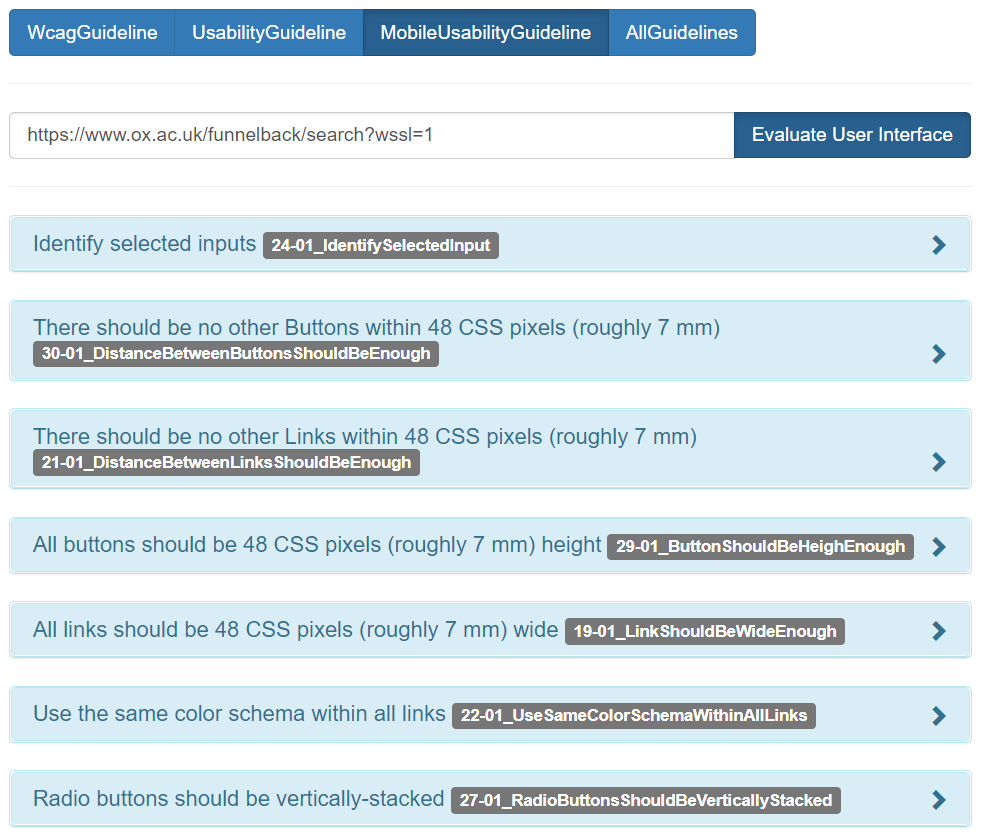 WcagGuideline UsabilityGuideline MobileUsabilityGuideline AllGuidelines
https://www.ox.ac.uk/funnelback/search?wssl=1 Evaluate User Interface
Identify selected inputs 24-01_IdentifySelectedInput
There should be no other Buttons within 48 CSS pixels (roughly 7 mm)
30-01_DistanceBetweenButtonsShouldBeEnough
There should be no other Links within 48 CSS pixels (roughly 7 mm)
21-01_DistanceBetweenLinksShouldBeEnough
All buttons should be 48 CSS pixels (roughly 7 mm) height 29-01_ButtonShouldBeHeighEnough
All links should be 48 CSS pixels (roughly 7 mm) wide 19-01_LinkShouldBeWideEnough
Use the same color schema within all links 22-01_UseSameColorSchemaWithinAllLinks
Radio buttons should be vertically-stacked 27-01_RadioButtonsShouldBeVerticallyStacked